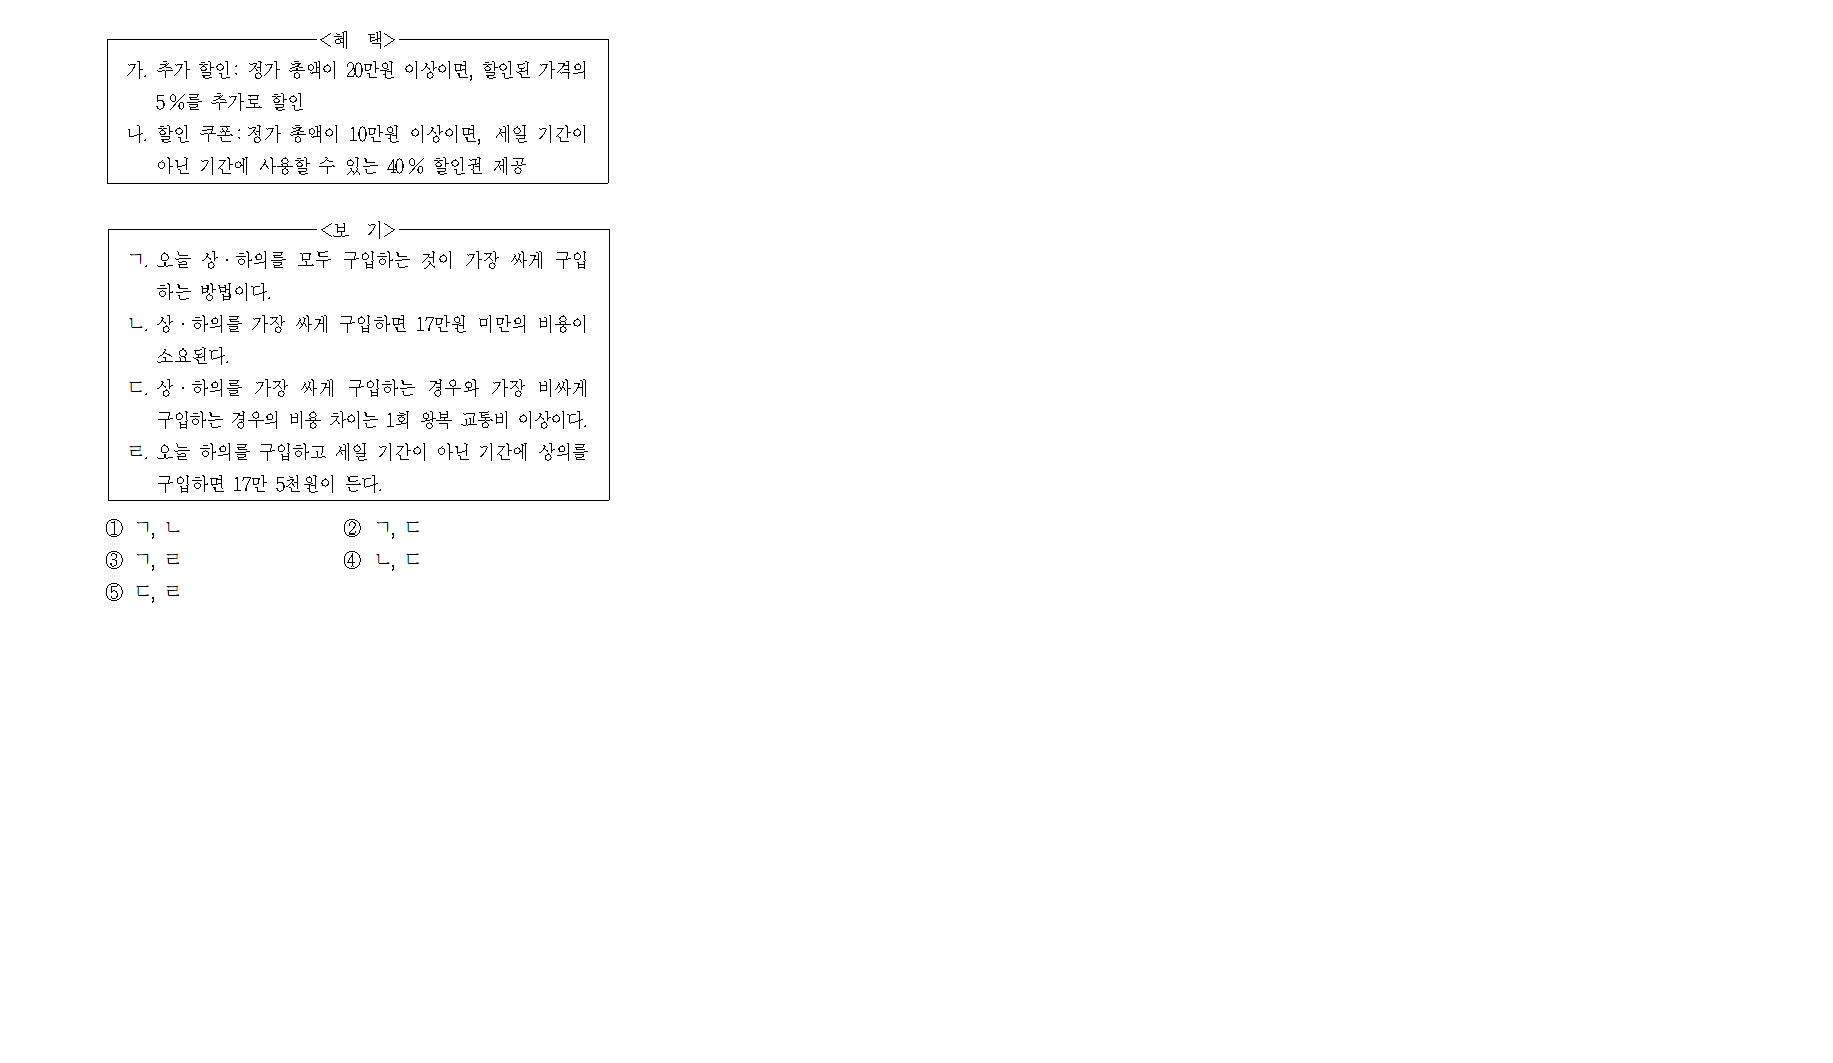 <혜 택>
가. 추가 할인: 정가 총액이 20만원 이상이면, 할인된 가격의
5%를 추가로 할인
나. 할인 쿠폰: 정가 총액이 10만원 이상이면, 세일 기간이
아닌 기간에 사용할 수 있는 40% 할인권 제공
<보 기>
ㄱ. 오늘 상·하의를 모두 구입하는 것이 가장 싸게 구입
하는 방법이다.
ㄴ. 상·하의를 가장 싸게 구입하면 17만원 미만의 비용이
소요된다.
ㄷ. 상·하의를 가장 싸게 구입하는 경우와 가장 비싸게
구입하는 경우의 비용 차이는 1회 왕복 교통비 이상이다.
ㄹ. 오늘 하의를 구입하고 세일 기간이 아닌 기간에 상의를
구입하면 17만 5천원이 든다.
① ㄱ, ㄴ ② ㄱ, ㄷ
③ ㄱ, ㄹ ④ ㄴ, ㄷ
⑤ ㄷ, ㄹ